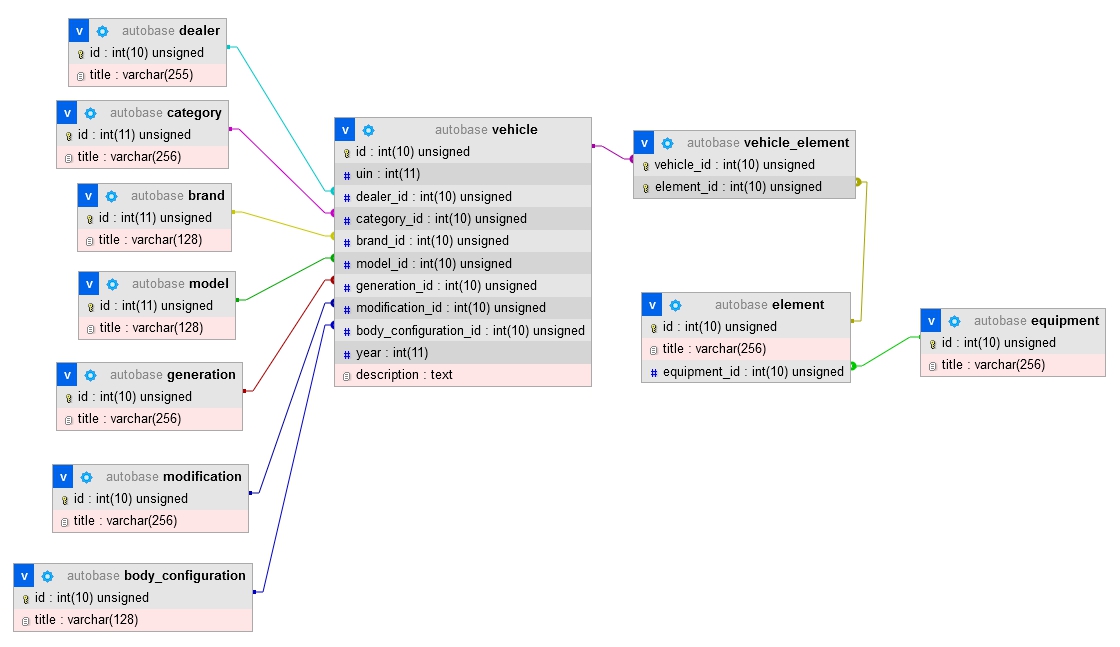 v autobase dealer
id : int(10) unsigned
title : varchar(255)
v autobase category
id : int(11) unsigned
title : varchar(256)
v autobase brand
id : int(11) unsigned
title : varchar(128)
v autobase model
id : int(11) unsigned
title : varchar(128)
v autobase generation
id : int(10) unsigned
title : varchar(256)
v autobase modification
id : int(10) unsigned
title : varchar(256)
v autobase body_configuration
id : int(10) unsigned
title : varchar(128)
v autobase vehicle
id : int(10) unsigned
# uin : int(11)
# dealer_id : int(10) unsigned
# category_id : int(10) unsigned
# brand_id : int(10) unsigned
# model_id : int(10) unsigned
# generation_id : int(10) unsigned
# modification_id : int(10) unsigned
# body_configuration_id : int(10) unsigned
# year : int(11)
description : text
v autobase vehicle_element
vehicle_id : int(10) unsigned
element_id : int(10) unsigned
v autobase element
id : int(10) unsigned
title : varchar(256)
# equipment_id : int(10) unsigned
v autobase equipment
id : int(10) unsigned
title : varchar(256)